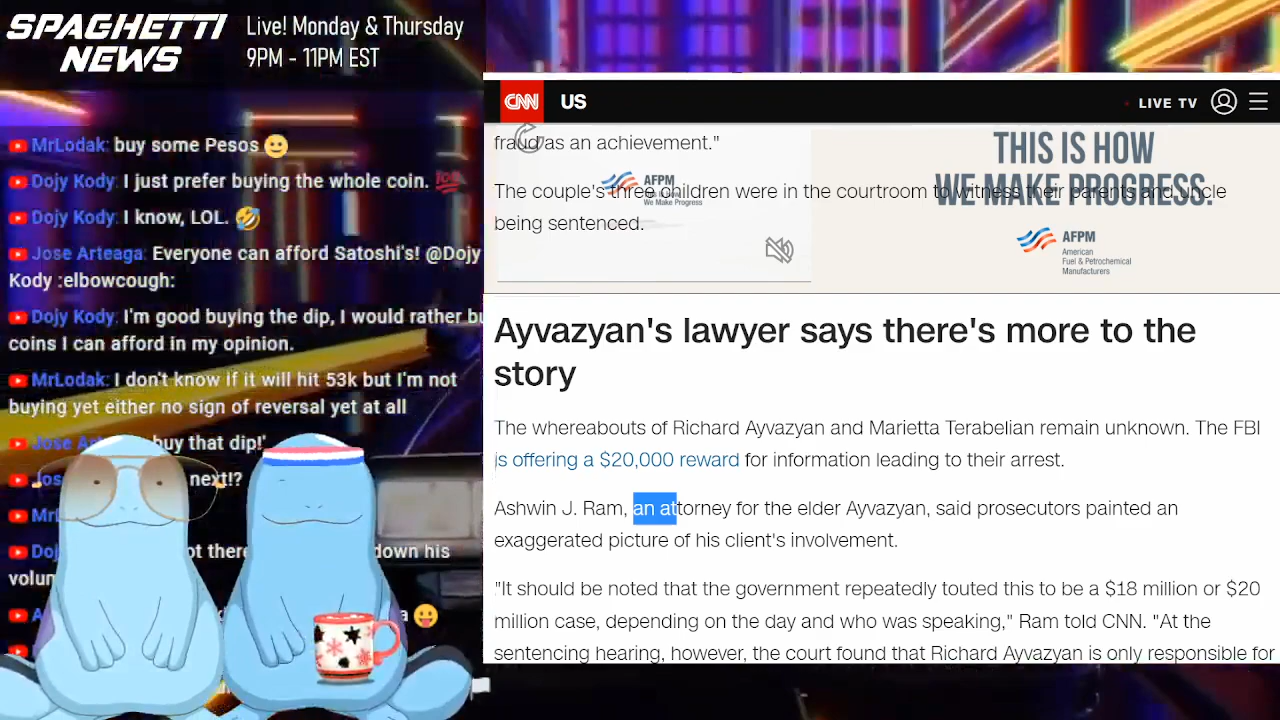 SPAGHETTI
NEWS
Live! Monday & Thursday
9PM - 11PM EST
MrLodak: buy some Pesos
Dojy Kody: I just prefer buying the whole coin. 💯
Dojy Kody: I know, LOL. 🤣
Jose Arteaga: Everyone can afford Satoshi's! @Dojy
Kody :elbowcough:
Dojy Kody: I'm good buying the dip, I would rather bu
coins I can afford in my opinion.
MrLodak: I don't know if it will hit 53k but I'm not
buying yet either no sign of reversal yet at all
Jose Ar buy that dip!'
Jos next!?
Mr
Doj ot there down his
volun
CNN US
LIVE TV
fraud as an achievement."
The couple's three children were in the courtroom to witness their parents and uncle
being sentenced.
AFPM
We Make Progress
THIS IS HOW
WE MAKE PROGRESS.
AFPM
American
Fuel & Petrochemical
Manufacturers
Ayvazyan's lawyer says there's more to the
story
The whereabouts of Richard Ayvazyan and Marietta Terabelian remain unknown. The FBI
is offering a $20,000 reward for information leading to their arrest.
Ashwin J. Ram, an attorney for the elder Ayvazyan, said prosecutors painted an
exaggerated picture of his client's involvement.
"It should be noted that the government repeatedly touted this to be a $18 million or $20
million case, depending on the day and who was speaking," Ram told CNN. "At the
sentencing hearing, however, the court found that Richard Ayvazyan is only responsible for